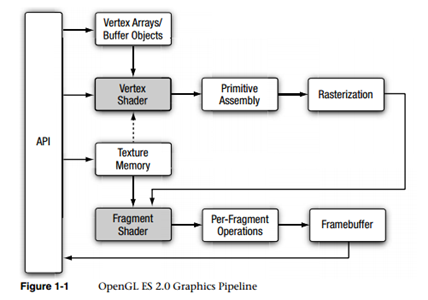 Vertex Arrays/
Buffer Objects
Vertex
Shader
Primitive
Assembly
Rasterization
API
Texture
Memory
Fragment
Shader
Per-Fragment
Operations
Framebuffer
Figure 1-1 OpenGL ES 2.0 Graphics Pipeline